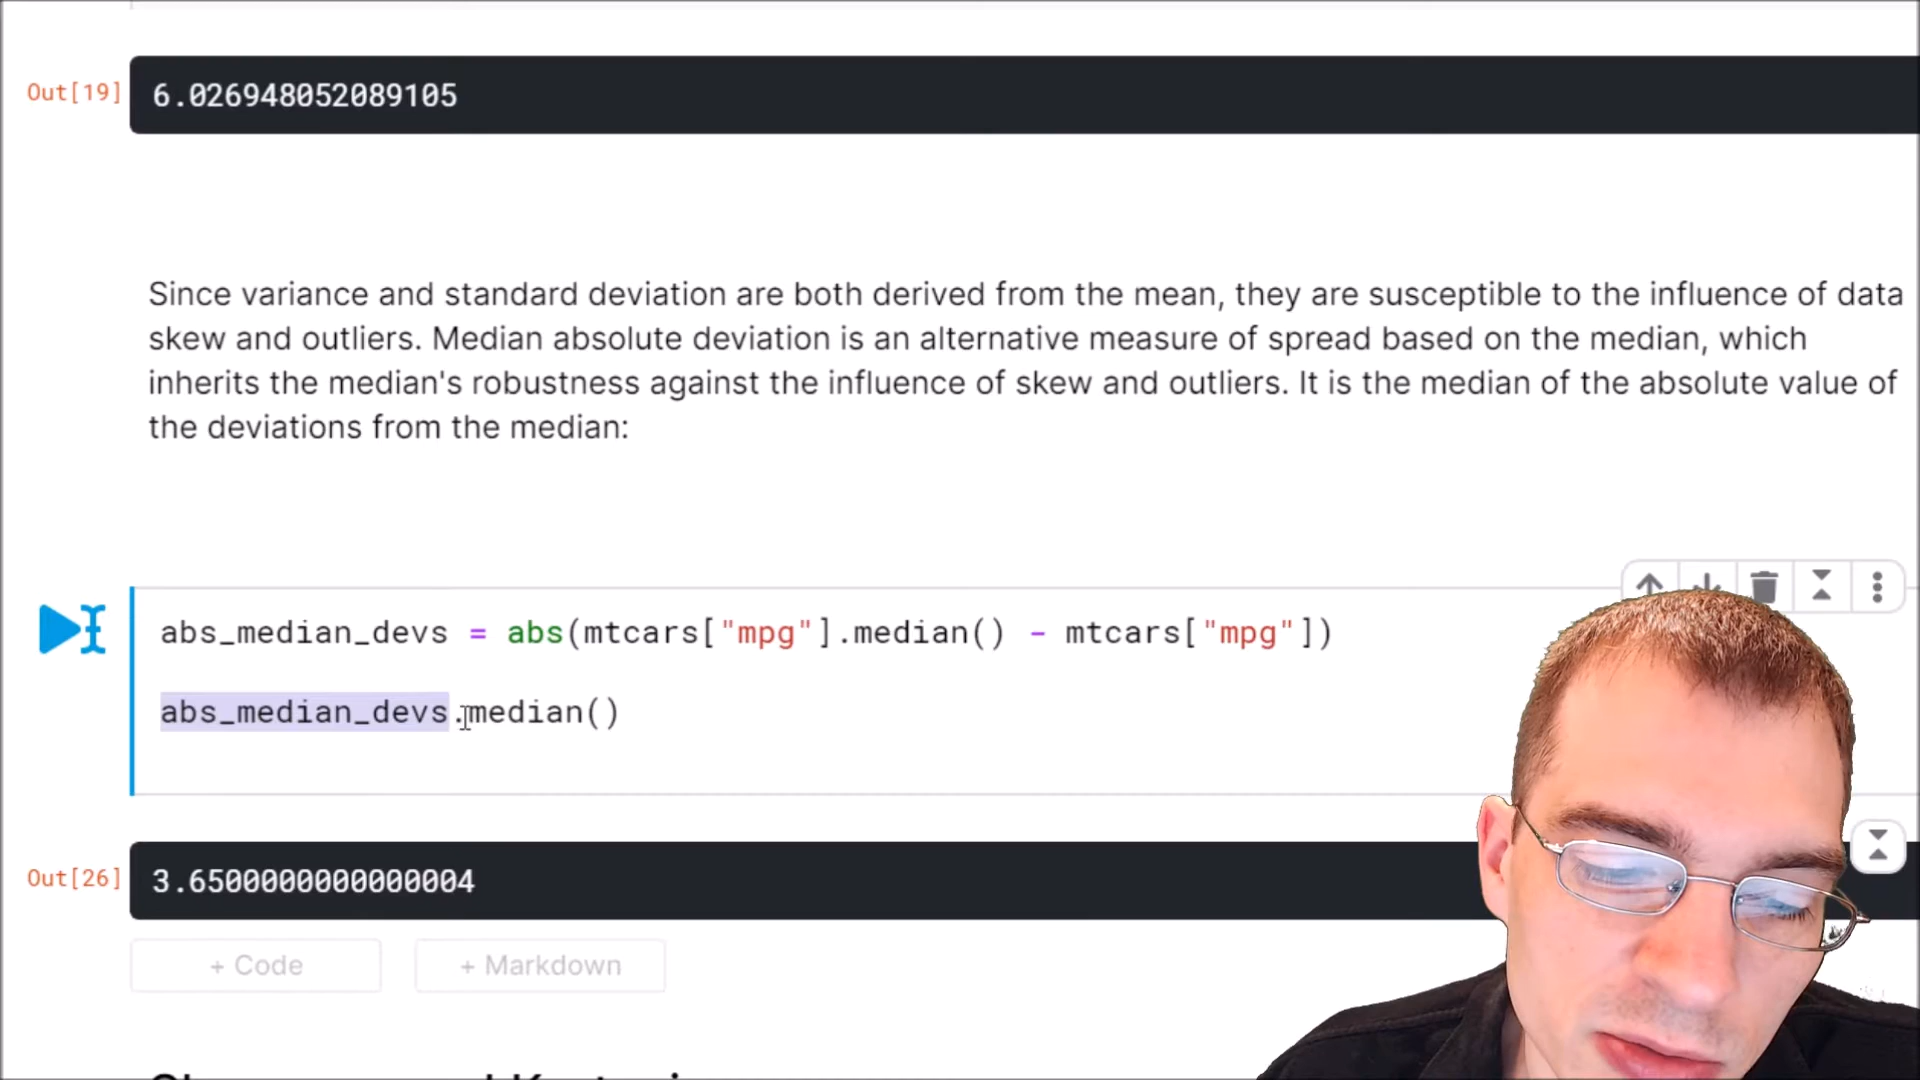 Out[19]
6.026948052089105
Since variance and standard deviation are both derived from the mean, they are susceptible to the influence of data
skew and outliers. Median absolute deviation is an alternative measure of spread based on the median, which
inherits the median's robustness against the influence of skew and outliers. It is the median of the absolute value of
the deviations from the median:
abs_median_devs = abs(mtcars["mpg"].median() - mtcars["mpg"])
abs_median_devs.median()
Out[26]
3.6500000000000004
+ Code
+ Markdown